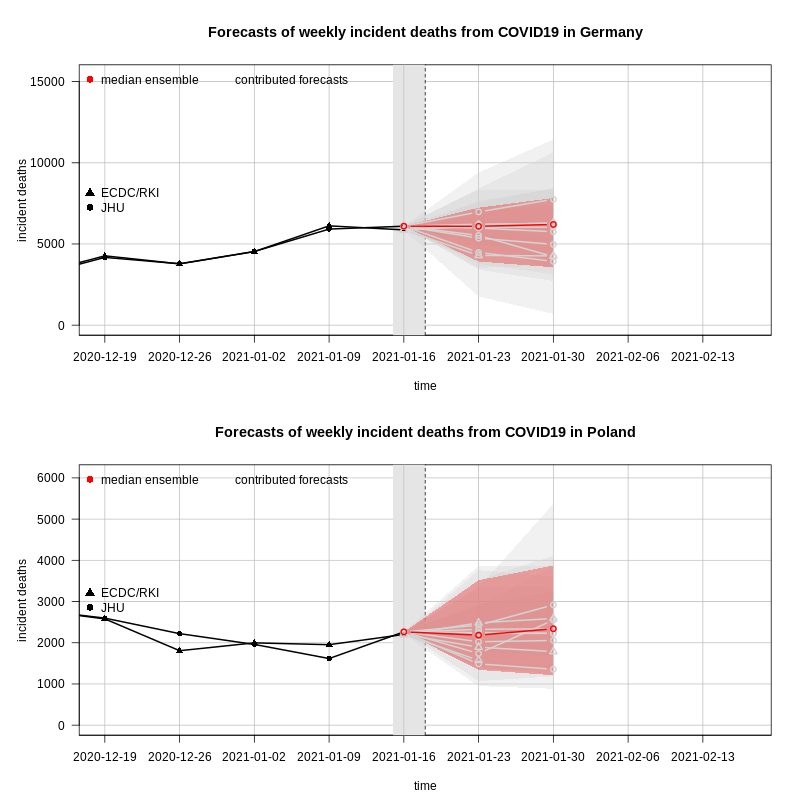 Forecasts of weekly incident deaths from COVID19 in Germany
15000
median ensemble
contributed forecasts
10000
ECDC/RKI
JHU
incident deaths
5000
0
2020-12-19 2020-12-26 2021-01-02 2021-01-09 2021-01-16 2021-01-23 2021-01-30 2021-02-06 2021-02-13
time
Forecasts of weekly incident deaths from COVID19 in Poland
6000
median ensemble
contributed forecasts
5000
4000
ECDC/RKI
3000
JHU
incident deaths
2000
1000
0
2020-12-19 2020-12-26 2021-01-02 2021-01-09 2021-01-16 2021-01-23 2021-01-30 2021-02-06 2021-02-13
time